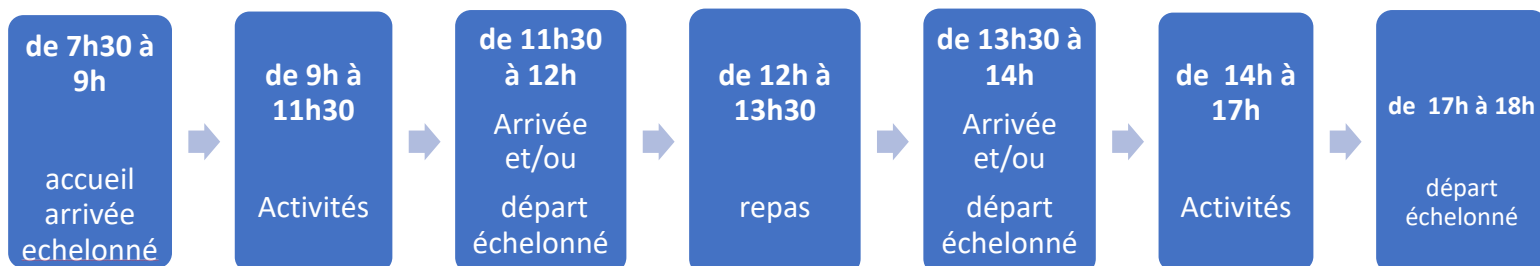 de 7h30 à
9h
accueil
arrivée
echelonné
de 9h à
11h30
Activités
de 11h30
à 12h
Arrivée
et/ou
départ
échelonné
de 12h à
13h30
repas
de 13h30 à
14h
Arrivée
et/ou
départ
échelonné
de  14h à
17h
Activités
de  17h à 18h
départ
échelonné